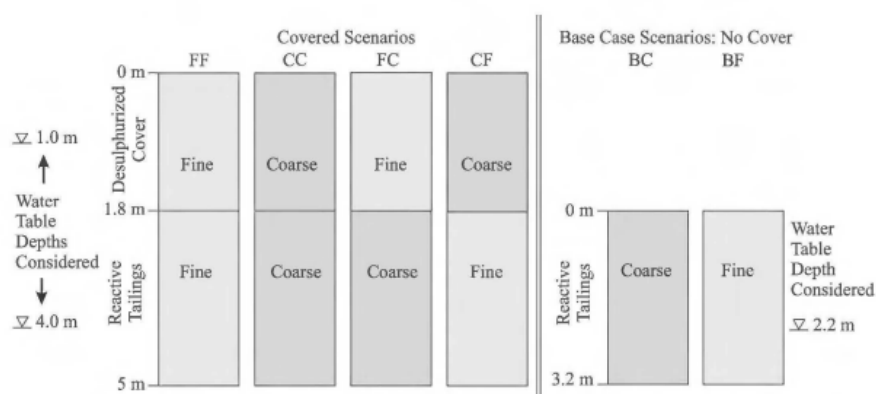 Covered Scenarios
FF CC FC CF
Base Case Scenarios: No Cover
BC BF
0 m
Desulphurized
Cover
Fine Coarse Fine Coarse
1.8 m
Reactive
Tailings
Fine Coarse Coarse Fine
5 m
1.0 m
Water
Table
Depths
Considered
4.0 m
0 m
Reactive
Tailings
Coarse Fine
3.2 m
Water
Table
Depth
Considered
2.2 m